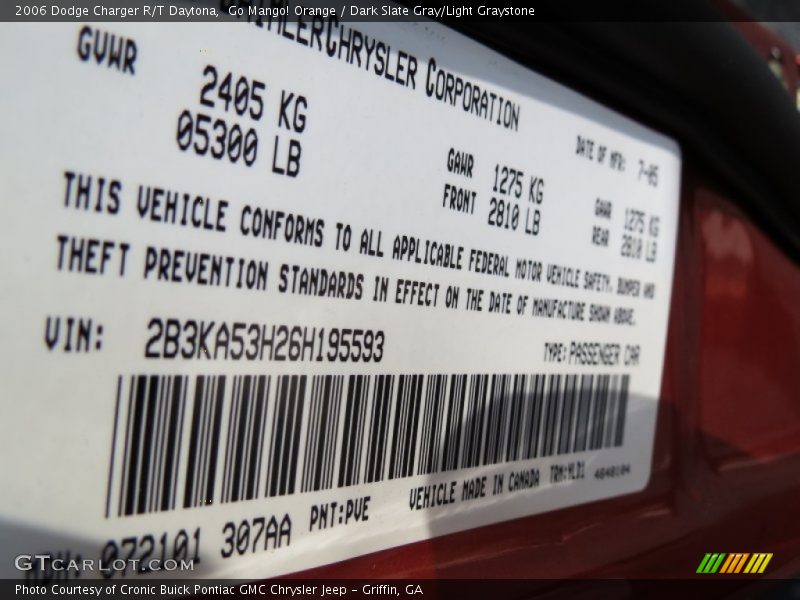 2006 Dodge Charger R/T Daytona, Go Mango! Orange / Dark Slate Gray/Light Graystone
DAIMLERCHRYSLER CORPORATION
GVWR
2405 KG
05300 LB
DATE OF MFR: 7-05
GAWR FRONT
1275 KG
2810 LB
GAWR REAR
1275 KG
2810 LB
THIS VEHICLE CONFORMS TO ALL APPLICABLE FEDERAL MOTOR VEHICLE SAFETY, BUMPER AND
THEFT PREVENTION STANDARDS IN EFFECT ON THE DATE OF MANUFACTURE SHOWN ABOVE.
VIN: 2B3KA53H26H195593
TYPE: PASSENGER CAR
VEHICLE MADE IN CANADA TRM:MLD1
MDH: 072101 307AA PNT:PVE
GTCARLOT.COM
Photo Courtesy of Cronic Buick Pontiac GMC Chrysler Jeep - Griffin, GA